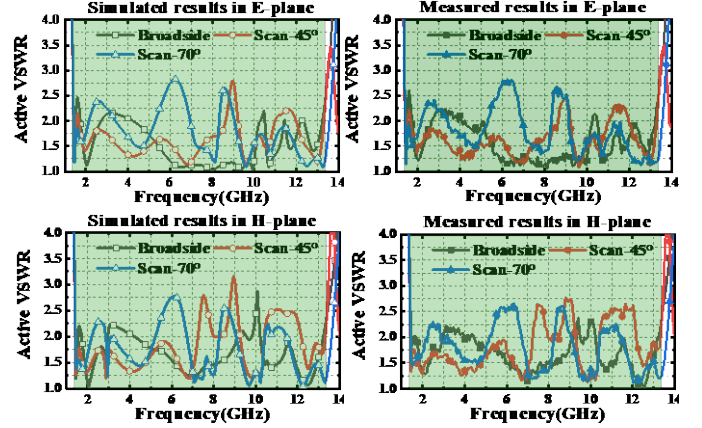 Simulated results in E-plane
Measured results in E-plane
4.0
3.5
3.0
2.5
2.0
1.5
1.0
Active VSWR
Broadside
Scan-45°
Scan-70°
2
4
6
8
10
12
14
Frequency(GHz)
4.0
3.5
3.0
2.5
2.0
1.5
1.0
Active VSWR
Broadside
Scan-45°
Scan-70°
2
4
6
8
10
12
14
Frequency(GHz)
Simulated results in H-plane
Measured results in H-plane
4.0
3.5
3.0
2.5
2.0
1.5
1.0
Active VSWR
Broadside
Scan-45°
Scan-70°
2
4
6
8
10
12
14
Frequency(GHz)
4.0
3.5
3.0
2.5
2.0
1.5
1.0
Active VSWR
Broadside
Scan-45°
Scan-70°
2
4
6
8
10
12
14
Frequency(GHz)